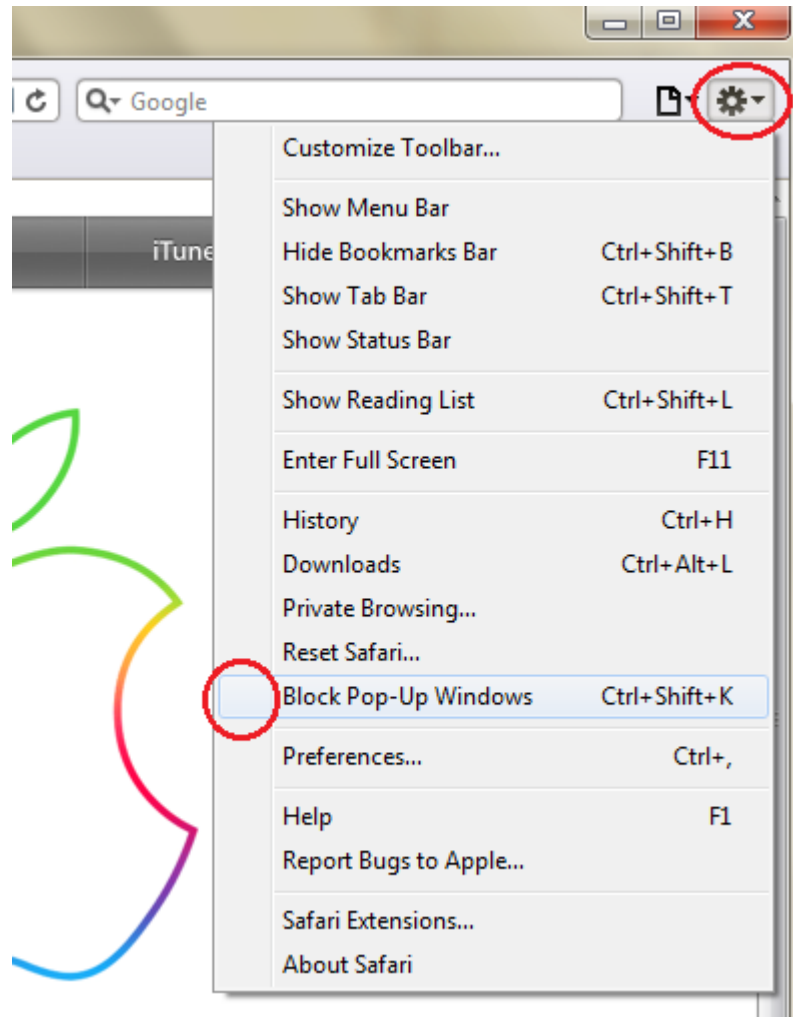 Google
iTune
Customize Toolbar...
Show Menu Bar
Hide Bookmarks Bar Ctrl+Shift+B
Show Tab Bar Ctrl+Shift+T
Show Status Bar
Show Reading List Ctrl+Shift+L
Enter Full Screen F11
History Ctrl+H
Downloads Ctrl+Alt+L
Private Browsing...
Reset Safari...
Block Pop-Up Windows Ctrl+Shift+K
Preferences... Ctrl+,
Help F1
Report Bugs to Apple...
Safari Extensions...
About Safari